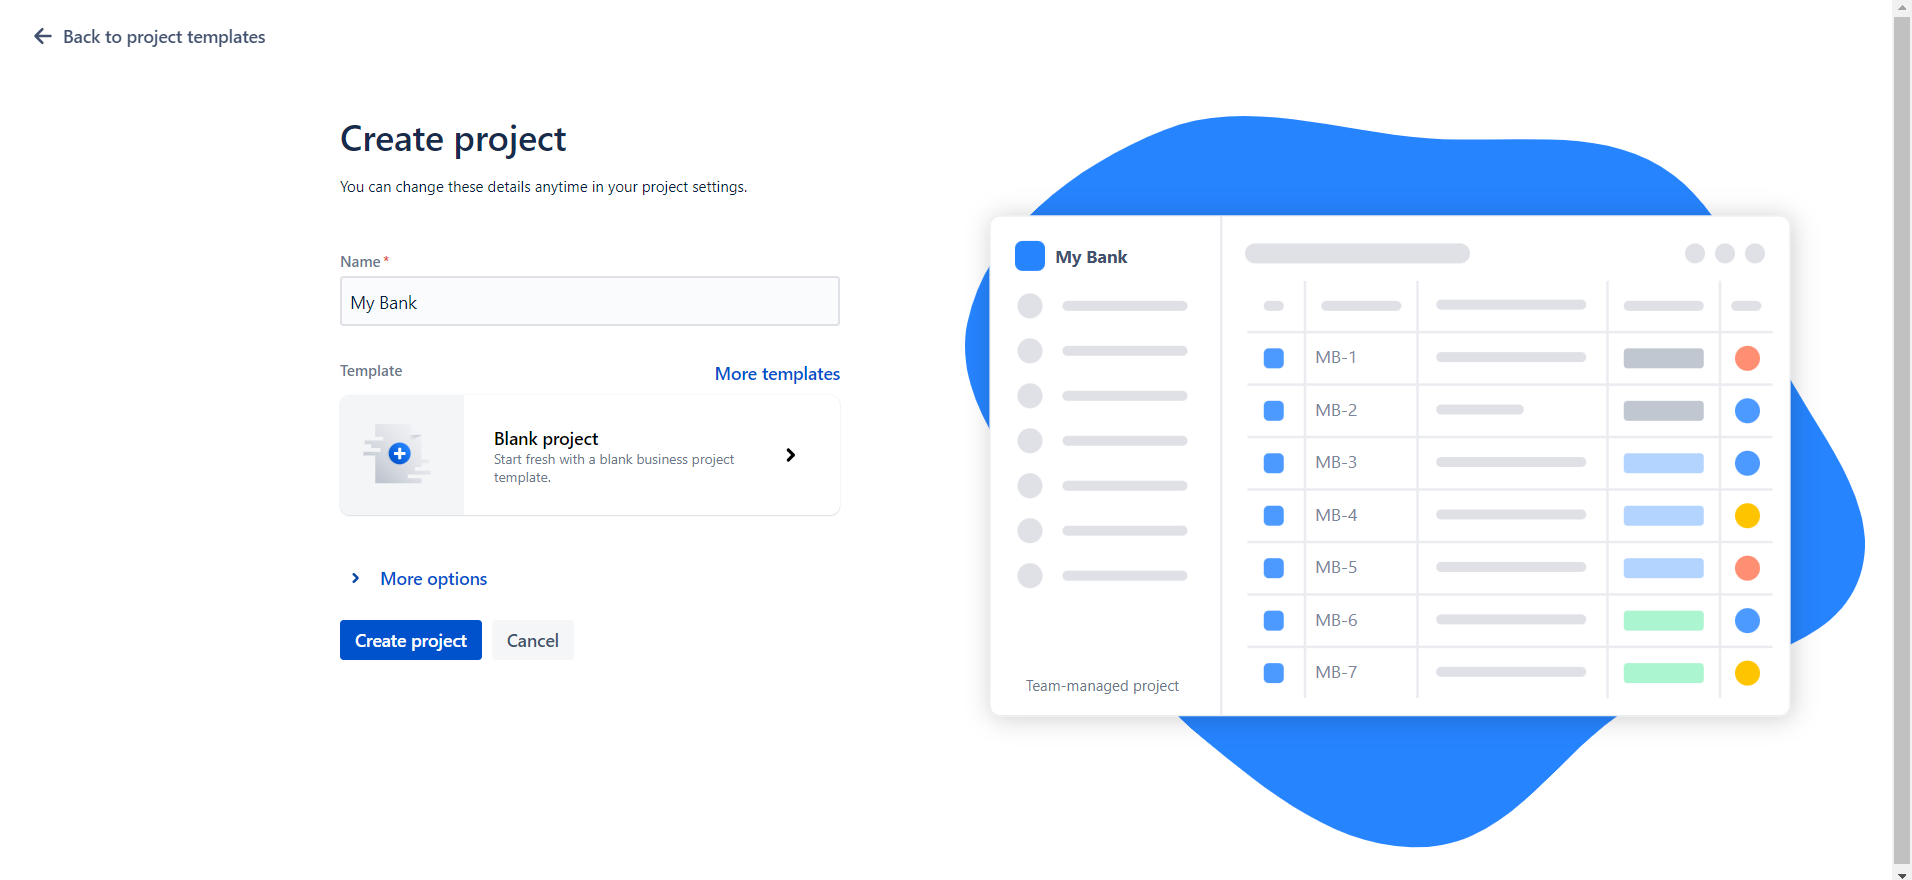 Back to project templates
Create project
You can change these details anytime in your project settings.
Name*
My Bank
Template
More templates
Blank project
Start fresh with a blank business project
template.
More options
Create project
Cancel
My Bank
MB-1
MB-2
MB-3
MB-4
MB-5
MB-6
MB-7
Team-managed project